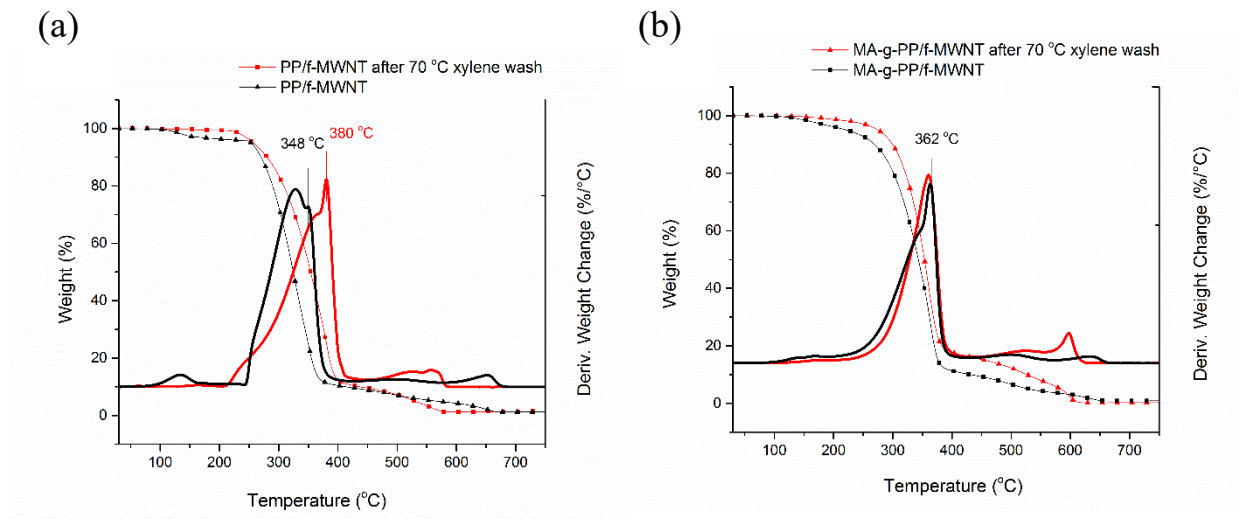 (a)
PP/f-MWNT after 70 °C xylene wash
PP/f-MWNT
348 °C
380 °C
100
80
60
40
20
0
Weight (%)
Deriv. Weight Change (%/°C)
100 200 300 400 500 600 700
Temperature (°C)
(b)
MA-g-PP/f-MWNT after 70 °C xylene wash
MA-g-PP/f-MWNT
362 °C
100
80
60
40
20
0
Weight (%)
Deriv. Weight Change (%/°C)
100 200 300 400 500 600 700
Temperature (°C)